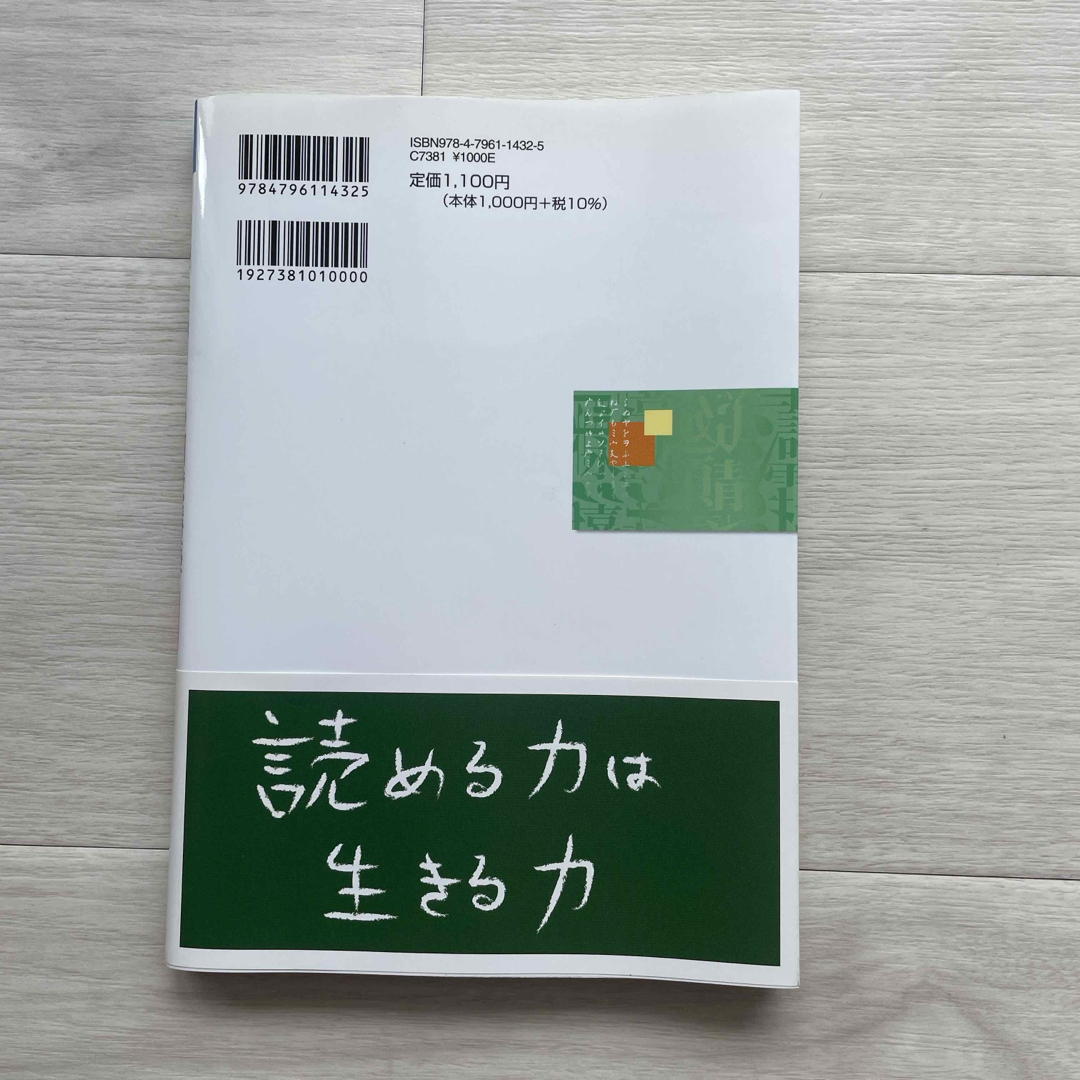 ISBN978-4-7961-1432-5
C7381 ¥1000E
定価1,100円
(本体1,000円+税10%)
9784796114325
1927381010000
読める力は
生きる力